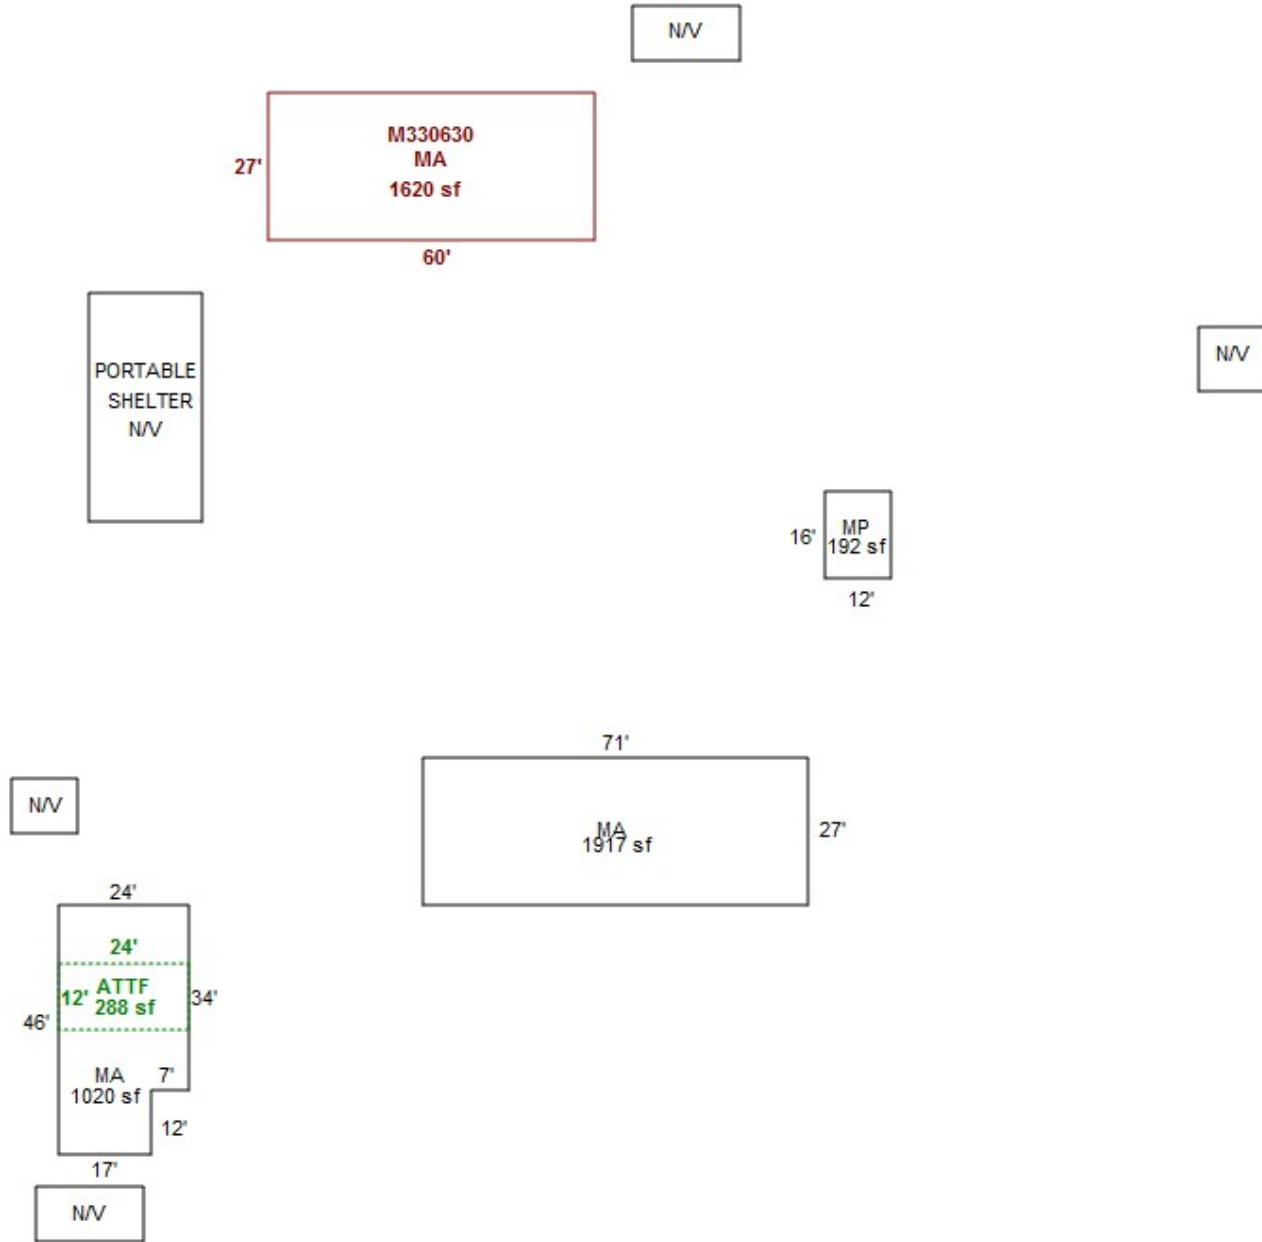 N/V
M330630
MA
1620 sf
27'
60'
PORTABLE
SHELTER
N/V
N/V
16'
MP
192 sf
12'
71'
MA
1917 sf
27'
N/V
24'
24'
12'
ATTF
288 sf
34'
46'
MA
1020 sf
7'
12'
17'
N/V